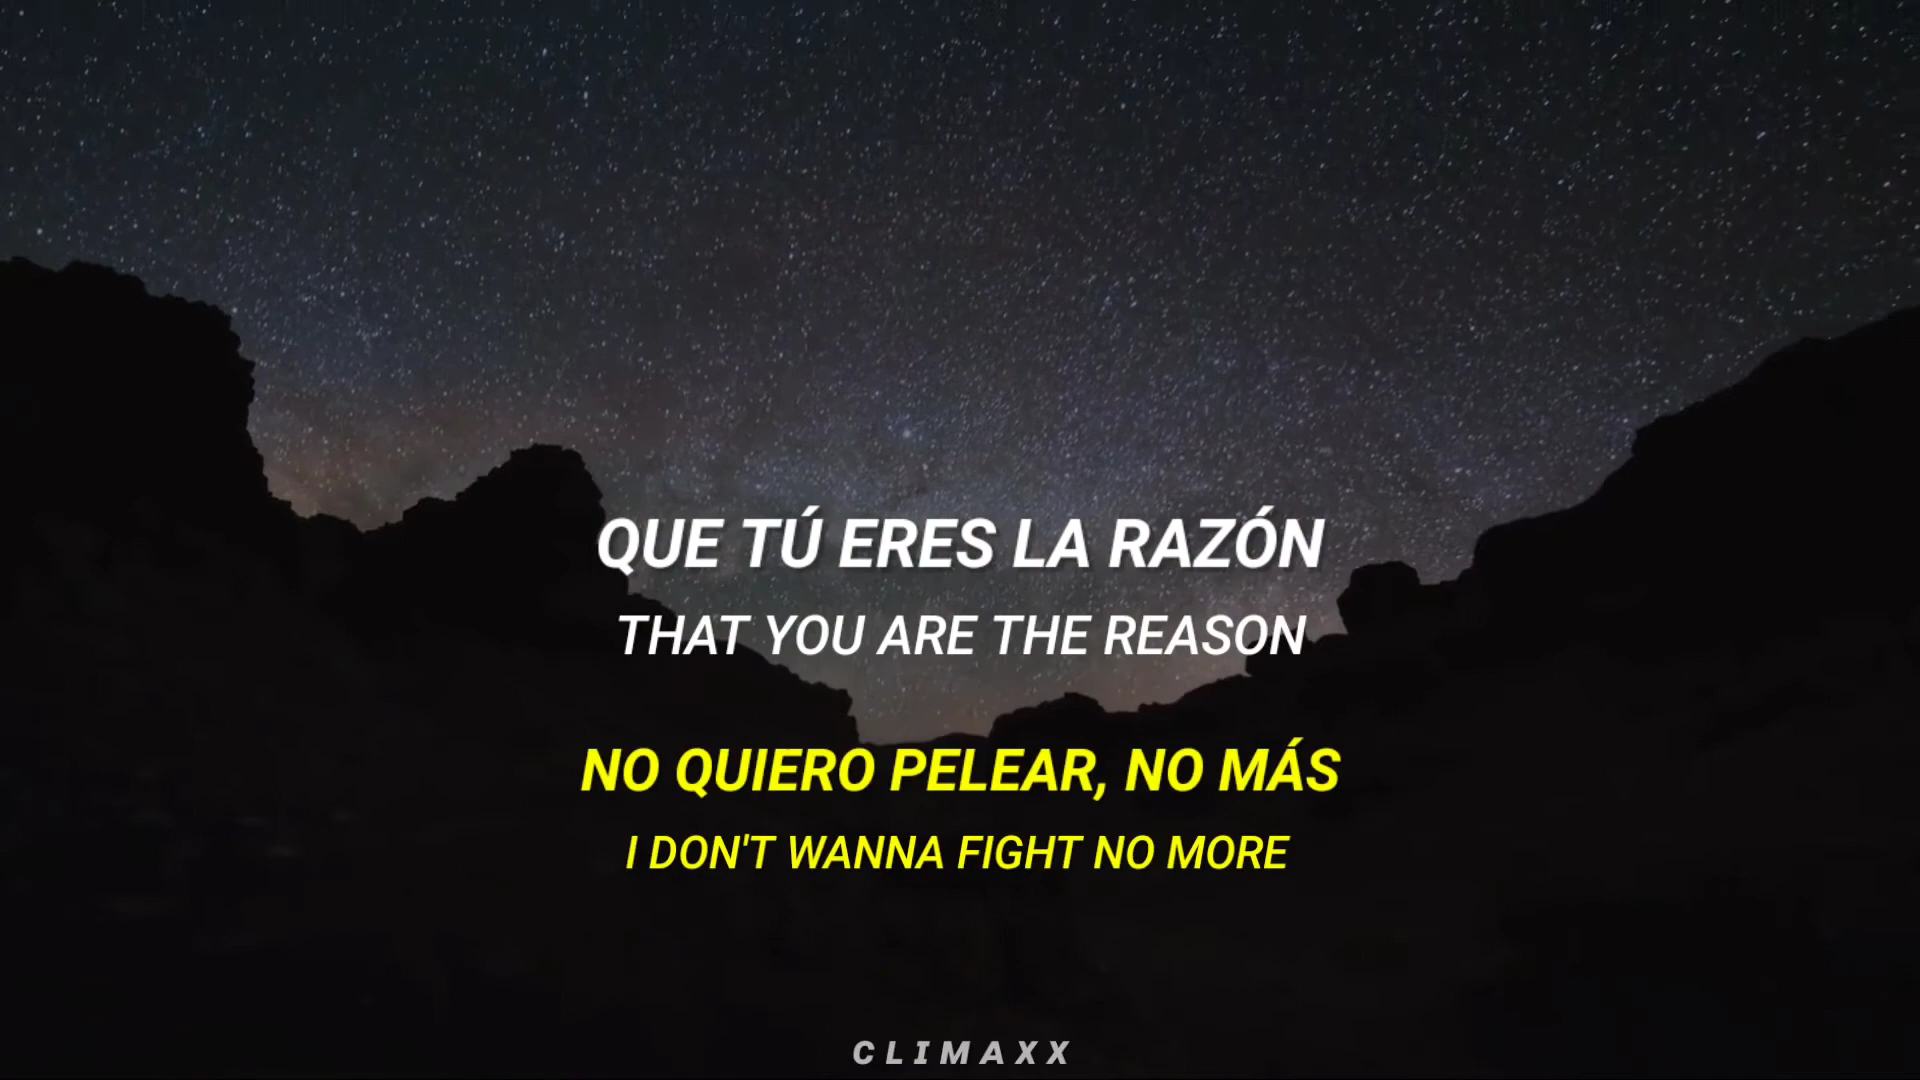 QUE TÚ ERES LA RAZÓN
THAT YOU ARE THE REASON
NO QUIERO PELEAR, NO MÁS
I DON'T WANNA FIGHT NO MORE
CLIMAXX